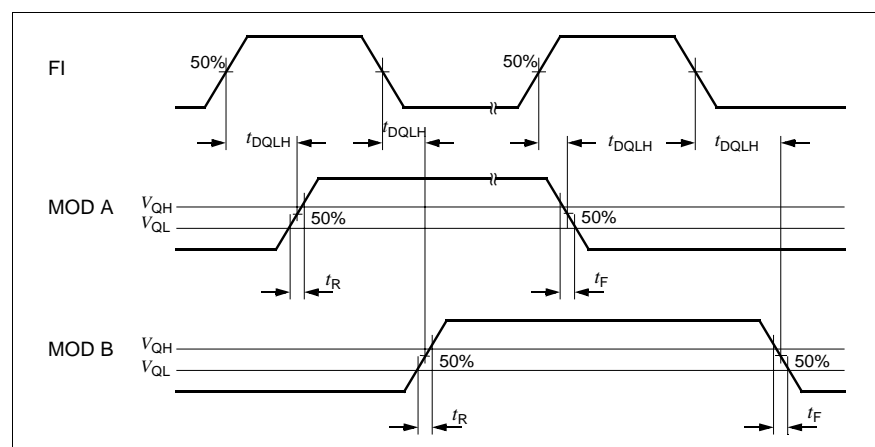 FI
50% 50%
tDQLH tDQLH tDQLH tDQLH
MOD A
VQH
VQL
50% 50%
tR tF
MOD B
VQH
VQL
50% 50%
tR tF